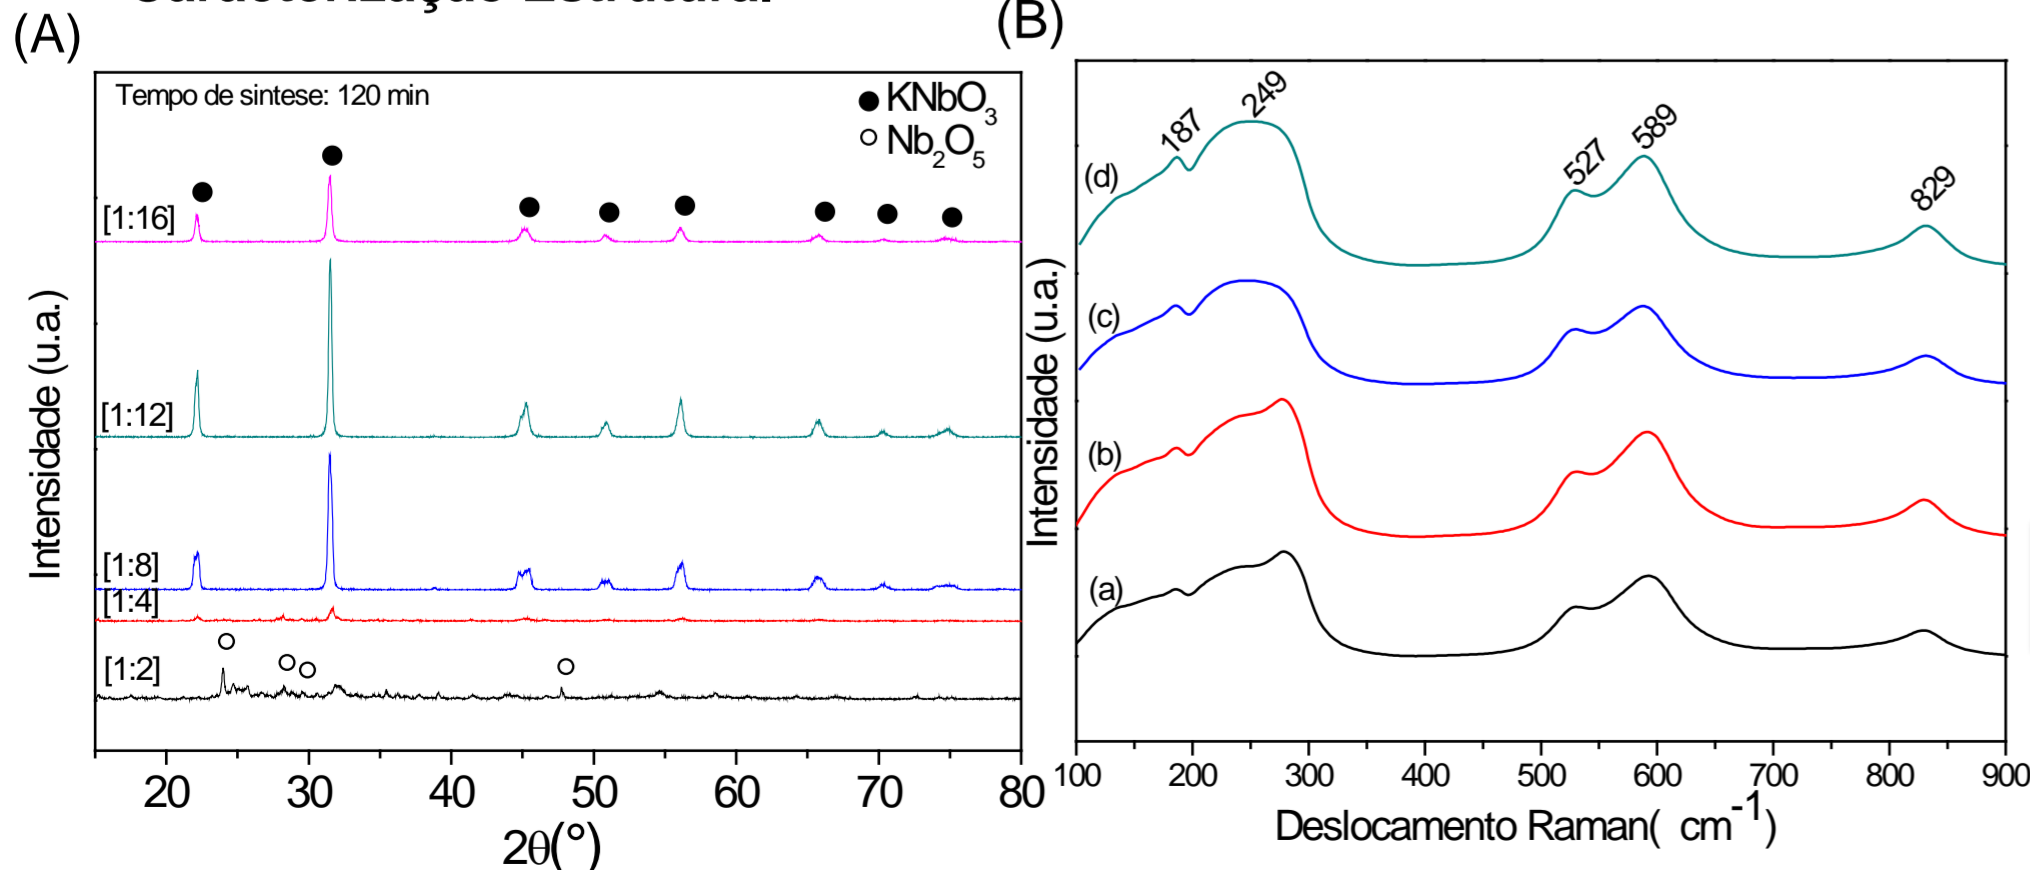 Caracterização Estrutural
(A)
Tempo de sintese: 120 min
KNbO3
Nb2O5
[1:16]
[1:12]
[1:8]
[1:4]
[1:2]
Intensidade (u.a.)
20 30 40 50 60 70 80
2θ(°)
(B)
187 249 527 589 829
(d)
(c)
(b)
(a)
Intensidade (u.a.)
100 200 300 400 500 600 700 800 900
Deslocamento Raman( cm-1)